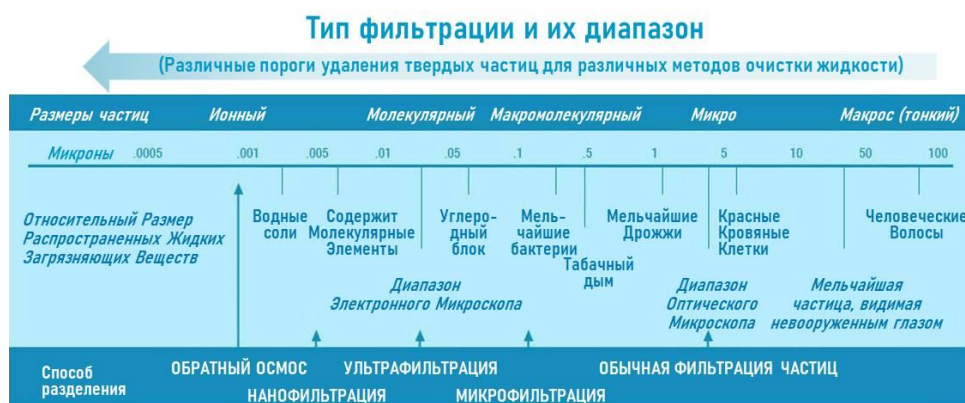 Тип фильтрации и их диапазон
(Различные пороги удаления твердых частиц для различных методов очистки жидкости)
Размеры частиц Ионный Молекулярный Макромолекулярный Микро Макрос (тонкий)
Микроны .0005 .001 .005 .01 .05 .1 .5 1 5 10 50 100
Относительный Размер
Распространенных Жидких
Загрязняющих Веществ
Водные
соли
Содержит
Молекулярные
Элементы
Углеро-
дный
блок
Мель-
чайшие
бактерии
Табачный
дым
Мельчайшие
Дрожжи
Красные
Кровяные
Клетки
Человеческие
Волосы
Диапазон
Электронного Микроскопа
Диапазон
Оптического
Микроскопа
Мельчайшая
частица, видимая
невооруженным глазом
Способ
разделения
ОБРАТНЫЙ ОСМОС УЛЬТРАФИЛЬТРАЦИЯ ОБЫЧНАЯ ФИЛЬТРАЦИЯ ЧАСТИЦ
НАНОФИЛЬТРАЦИЯ МИКРОФИЛЬТРАЦИЯ